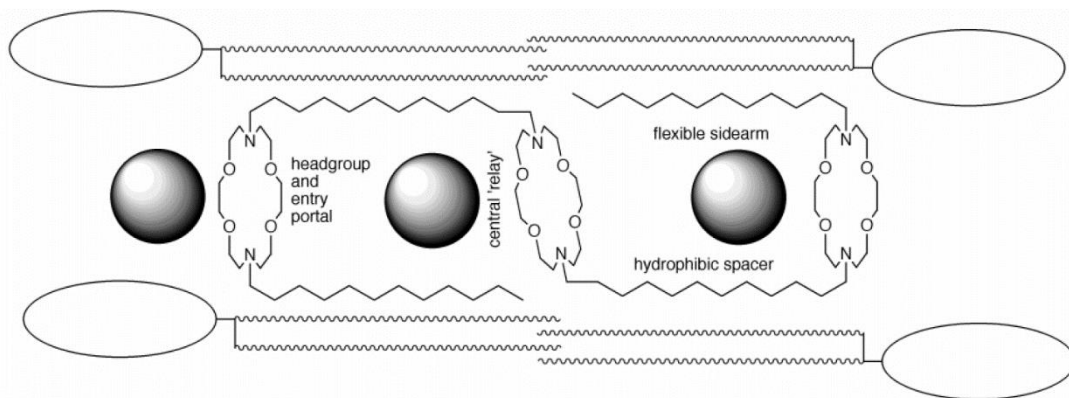 flexible sidearm
headgroup
and
entry
portal
central 'relay'
hydrophibic spacer
N
O
O
O
O
N
N
O
O
O
O
N
N
O
O
O
O
N